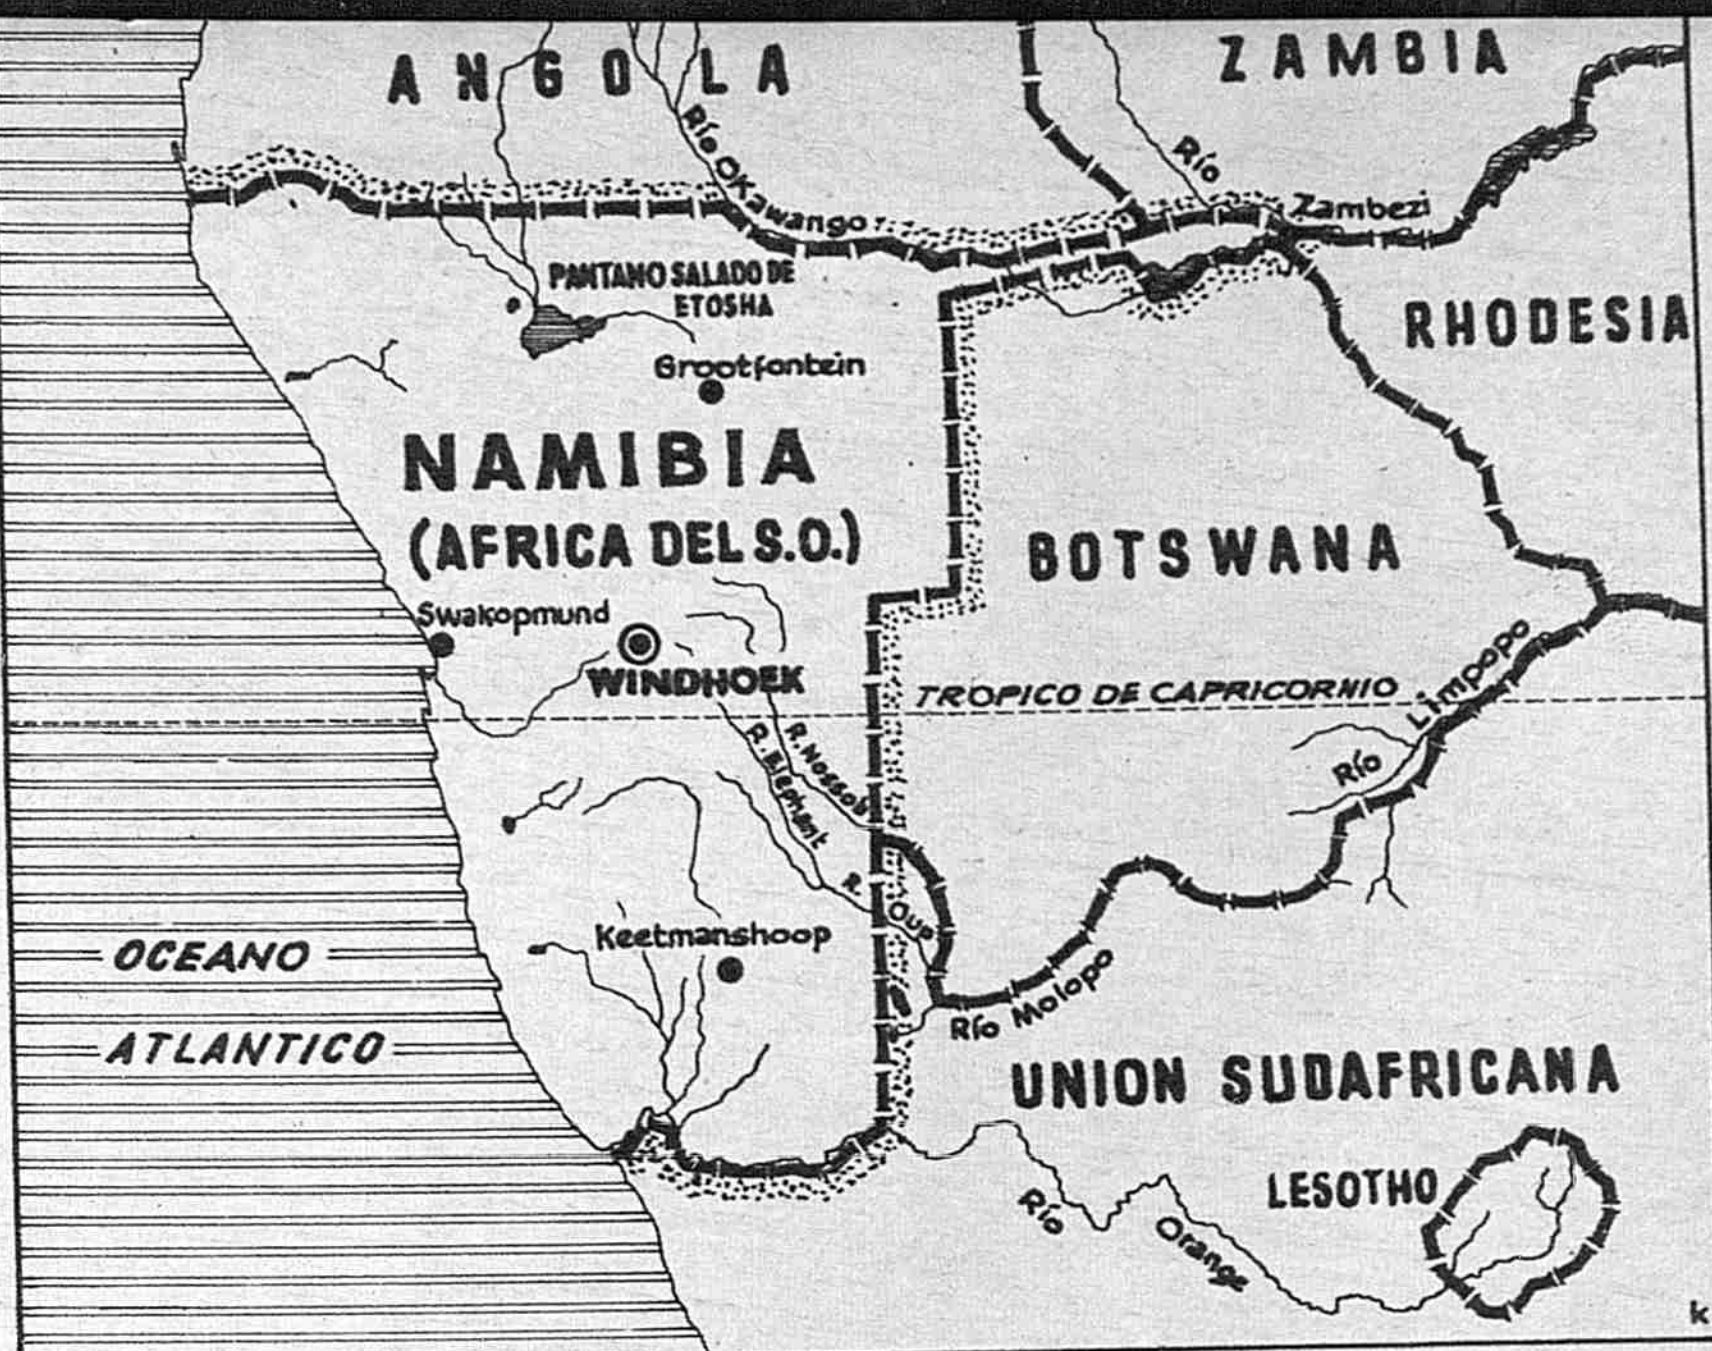 ANGOLA
ZAMBIA
Río Okawango
Río
Zambezi
PANTANO SALADO DE
ETOSHA
RHODESIA
Grootfontein
NAMIBIA
(AFRICA DEL S.O.)
BOTSWANA
Swakopmund
WINDHOEK
TROPICO DE CAPRICORNIO
Río Limpopo
R. Nossob
R. Elephant
R. Oup
Keetmanshoop
OCEANO
ATLANTICO
Río Molopo
UNION SUDAFRICANA
LESOTHO
Río Orange
k